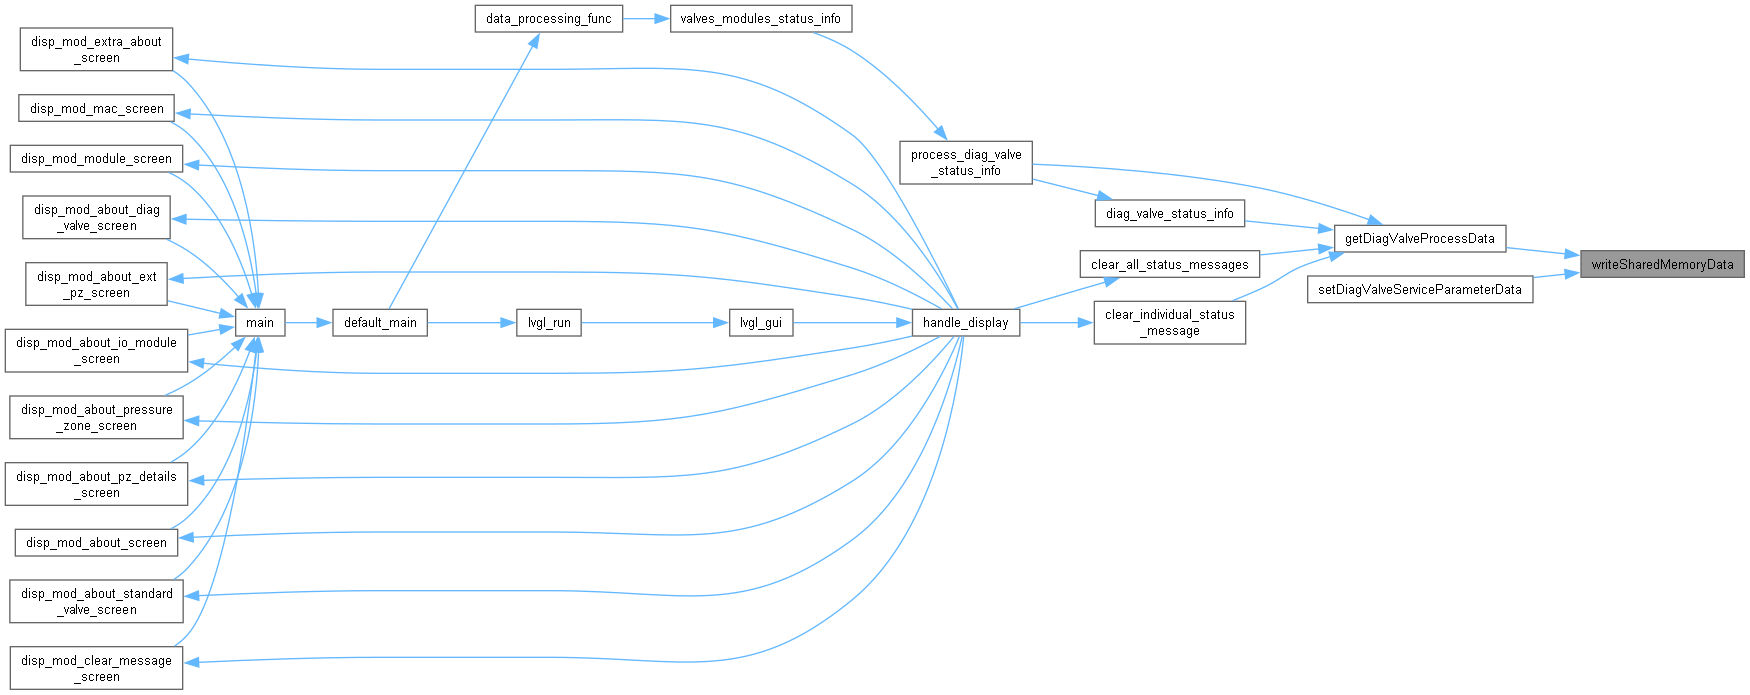 data_processing_func
valves_modules_status_info
disp_mod_extra_about
_screen
disp_mod_mac_screen
disp_mod_module_screen
process_diag_valve
_status_info
disp_mod_about_diag
_valve_screen
diag_valve_status_info
getDiagValveProcessData
writeSharedMemoryData
clear_all_status_messages
disp_mod_about_ext
_pz_screen
setDiagValveServiceParameterData
main
default_main
lvgl_run
lvgl_gui
handle_display
clear_individual_status
_message
disp_mod_about_io_module
_screen
disp_mod_about_pressure
_zone_screen
disp_mod_about_pz_details
_screen
disp_mod_about_screen
disp_mod_about_standard
_valve_screen
disp_mod_clear_message
_screen